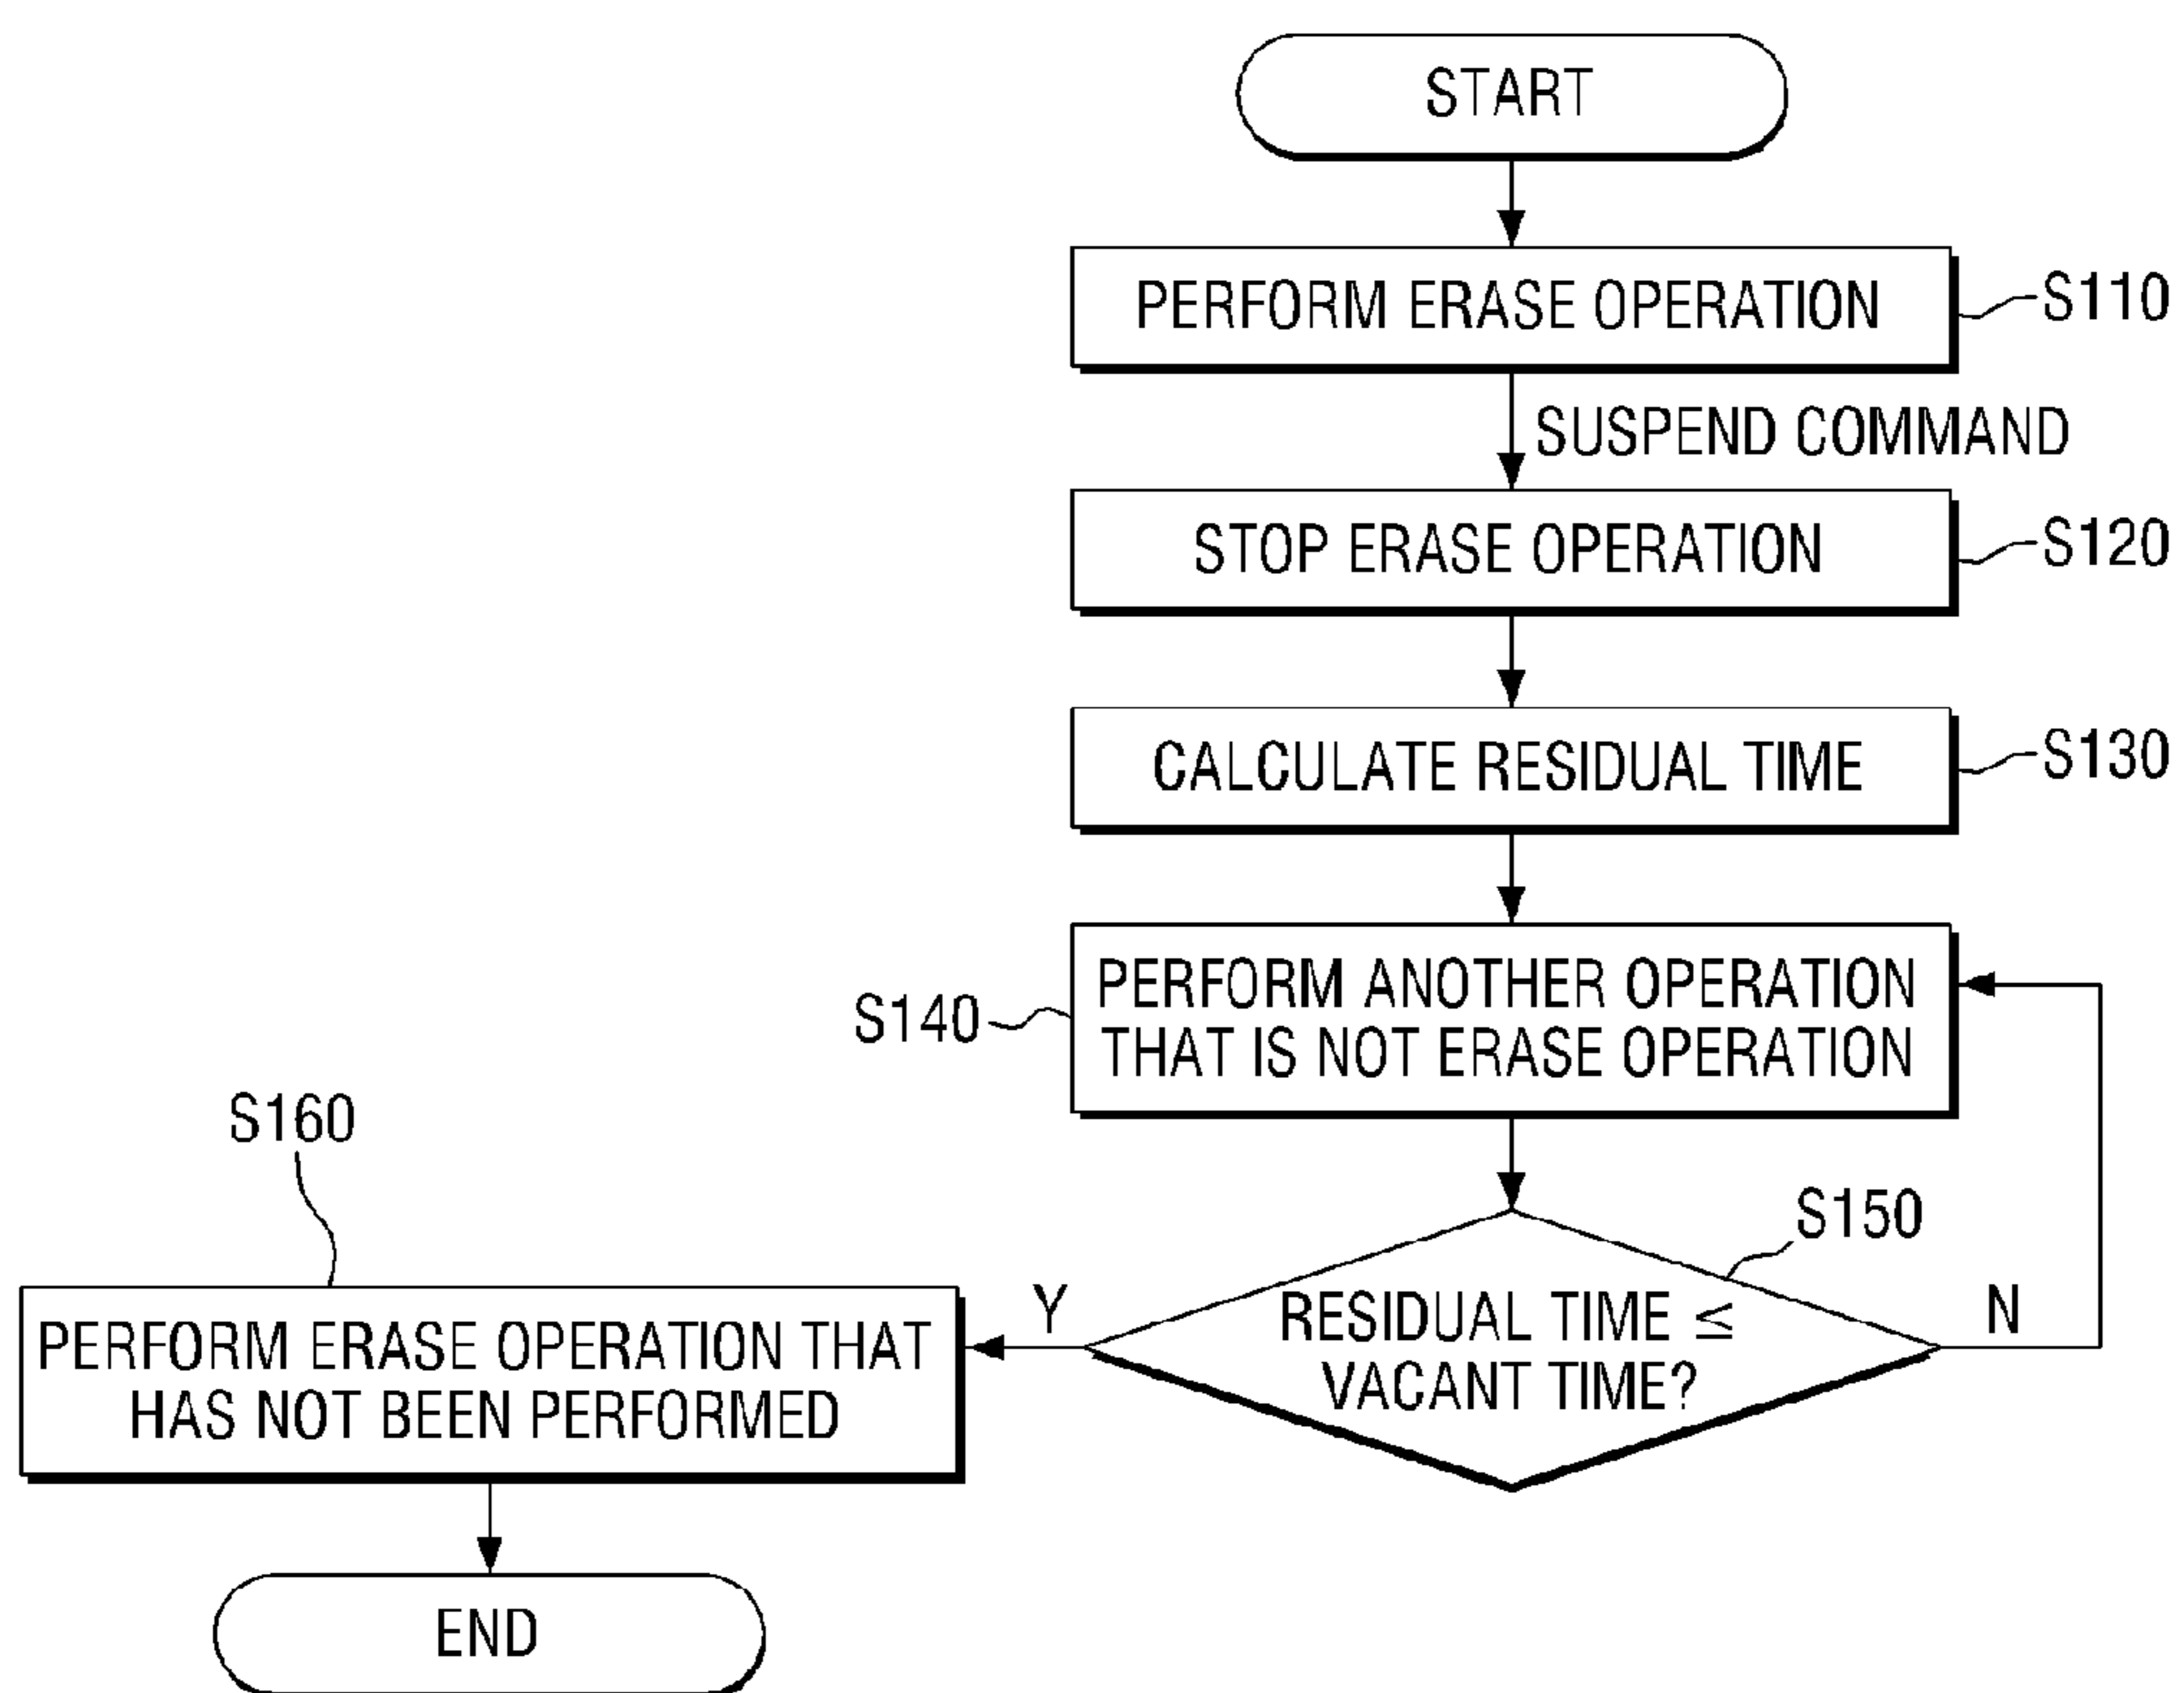 START
PERFORM ERASE OPERATION
S110
SUSPEND COMMAND
STOP ERASE OPERATION
S120
CALCULATE RESIDUAL TIME
S130
PERFORM ANOTHER OPERATION
THAT IS NOT ERASE OPERATION
S140
S150
RESIDUAL TIME ≤
VACANT TIME?
Y
N
S160
PERFORM ERASE OPERATION THAT
HAS NOT BEEN PERFORMED
END